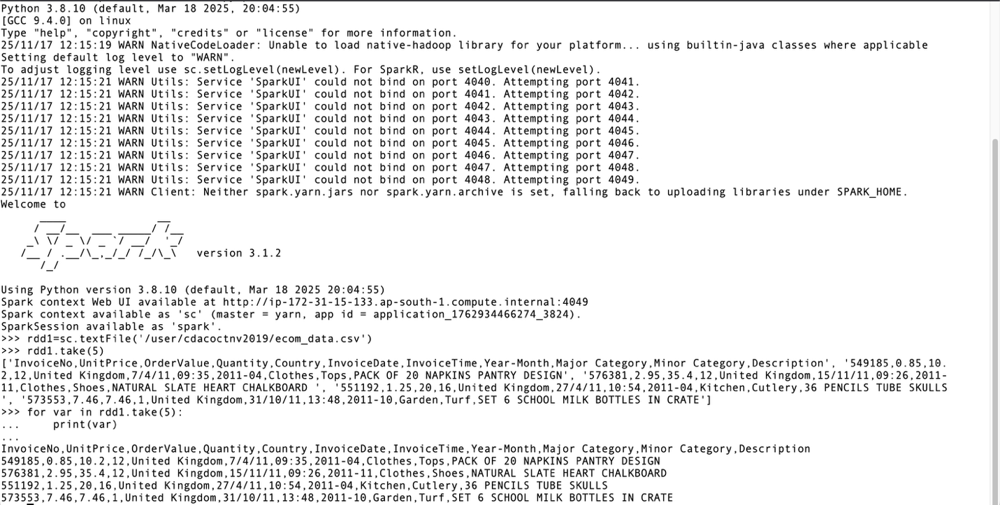 Python 3.8.10 (default, Mar 18 2025, 20:04:55)
[GCC 9.4.0] on linux
Type "help", "copyright", "credits" or "license" for more information.
25/11/17 12:15:19 WARN NativeCodeLoader: Unable to load native-hadoop library for your platform... using builtin-java classes where applicable
Setting default log level to "WARN".
To adjust logging level use sc.setLogLevel(newLevel). For SparkR, use setLogLevel(newLevel).
25/11/17 12:15:21 WARN Utils: Service 'SparkUI' could not bind on port 4040. Attempting port 4041.
25/11/17 12:15:21 WARN Utils: Service 'SparkUI' could not bind on port 4041. Attempting port 4042.
25/11/17 12:15:21 WARN Utils: Service 'SparkUI' could not bind on port 4042. Attempting port 4043.
25/11/17 12:15:21 WARN Utils: Service 'SparkUI' could not bind on port 4043. Attempting port 4044.
25/11/17 12:15:21 WARN Utils: Service 'SparkUI' could not bind on port 4044. Attempting port 4045.
25/11/17 12:15:21 WARN Utils: Service 'SparkUI' could not bind on port 4045. Attempting port 4046.
25/11/17 12:15:21 WARN Utils: Service 'SparkUI' could not bind on port 4046. Attempting port 4047.
25/11/17 12:15:21 WARN Utils: Service 'SparkUI' could not bind on port 4047. Attempting port 4048.
25/11/17 12:15:21 WARN Utils: Service 'SparkUI' could not bind on port 4048. Attempting port 4049.
25/11/17 12:15:21 WARN Client: Neither spark.yarn.jars nor spark.yarn.archive is set, falling back to uploading libraries under SPARK_HOME.
Welcome to
      ____              __
     / __/__  ___ _____/ /__
    _\ \/ _ \/ _ `/ __/  '_/
   /__ / .__/\_,_/_/ /_/\_\   version 3.1.2
      /_/
Using Python version 3.8.10 (default, Mar 18 2025 20:04:55)
Spark context Web UI available at http://ip-172-31-15-133.ap-south-1.compute.internal:4049
Spark context available as 'sc' (master = yarn, app id = application_1762934466274_3824).
SparkSession available as 'spark'.
>>> rdd1=sc.textFile('/user/cdacoctnv2019/ecom_data.csv')
>>> rdd1.take(5)
['InvoiceNo,UnitPrice,OrderValue,Quantity,Country,InvoiceDate,InvoiceTime,Year-Month,Major Category,Minor Category,Description', '549185,0.85,10.
2,12,United Kingdom,7/4/11,09:35,2011-04,Clothes,Tops,PACK OF 20 NAPKINS PANTRY DESIGN', '576381,2.95,35.4,12,United Kingdom,15/11/11,09:26,2011-
11,Clothes,Shoes,NATURAL SLATE HEART CHALKBOARD ', '551192,1.25,20,16,United Kingdom,27/4/11,10:54,2011-04,Kitchen,Cutlery,36 PENCILS TUBE SKULLS
', '573553,7.46,7.46,1,United Kingdom,31/10/11,13:48,2011-10,Garden,Turf,SET 6 SCHOOL MILK BOTTLES IN CRATE']
>>> for var in rdd1.take(5):
...     print(var)
...
InvoiceNo,UnitPrice,OrderValue,Quantity,Country,InvoiceDate,InvoiceTime,Year-Month,Major Category,Minor Category,Description
549185,0.85,10.2,12,United Kingdom,7/4/11,09:35,2011-04,Clothes,Tops,PACK OF 20 NAPKINS PANTRY DESIGN
576381,2.95,35.4,12,United Kingdom,15/11/11,09:26,2011-11,Clothes,Shoes,NATURAL SLATE HEART CHALKBOARD
551192,1.25,20,16,United Kingdom,27/4/11,10:54,2011-04,Kitchen,Cutlery,36 PENCILS TUBE SKULLS
573553,7.46,7.46,1,United Kingdom,31/10/11,13:48,2011-10,Garden,Turf,SET 6 SCHOOL MILK BOTTLES IN CRATE